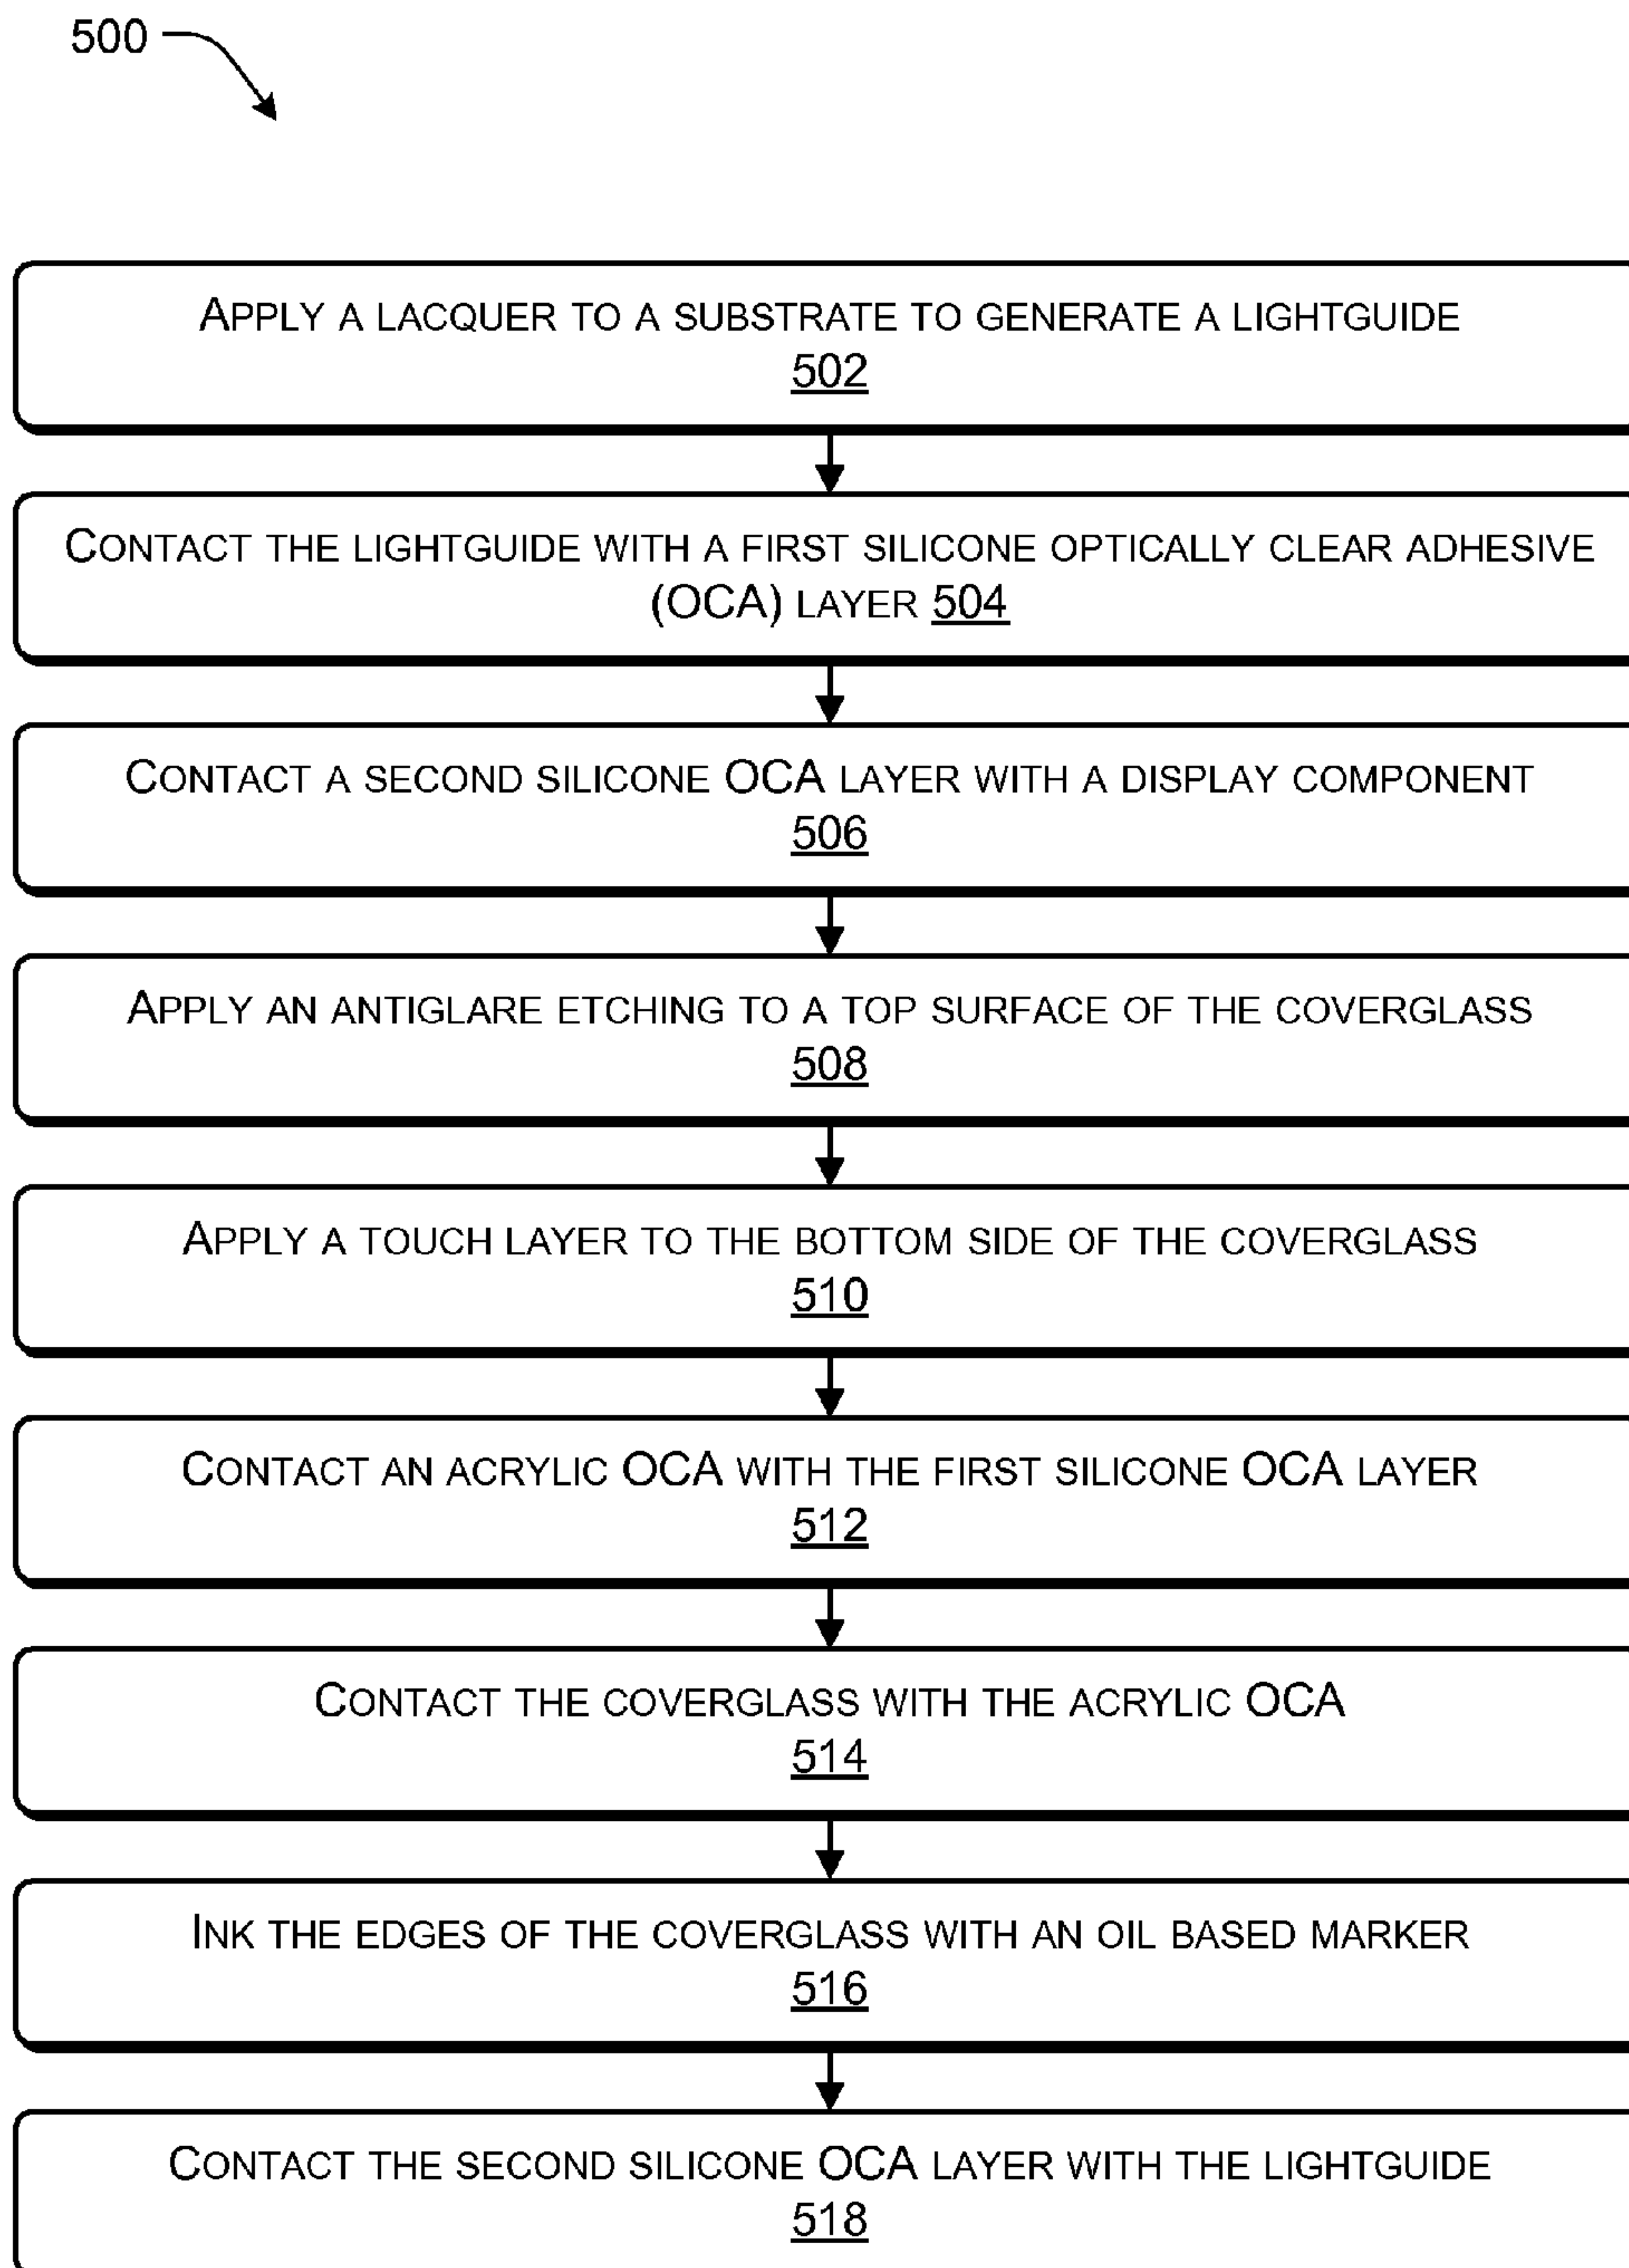 500
APPLY A LACQUER TO A SUBSTRATE TO GENERATE A LIGHTGUIDE
502
CONTACT THE LIGHTGUIDE WITH A FIRST SILICONE OPTICALLY CLEAR ADHESIVE
(OCA) LAYER 504
CONTACT A SECOND SILICONE OCA LAYER WITH A DISPLAY COMPONENT
506
APPLY AN ANTIGLARE ETCHING TO A TOP SURFACE OF THE COVERGLASS
508
APPLY A TOUCH LAYER TO THE BOTTOM SIDE OF THE COVERGLASS
510
CONTACT AN ACRYLIC OCA WITH THE FIRST SILICONE OCA LAYER
512
CONTACT THE COVERGLASS WITH THE ACRYLIC OCA
514
INK THE EDGES OF THE COVERGLASS WITH AN OIL BASED MARKER
516
CONTACT THE SECOND SILICONE OCA LAYER WITH THE LIGHTGUIDE
518